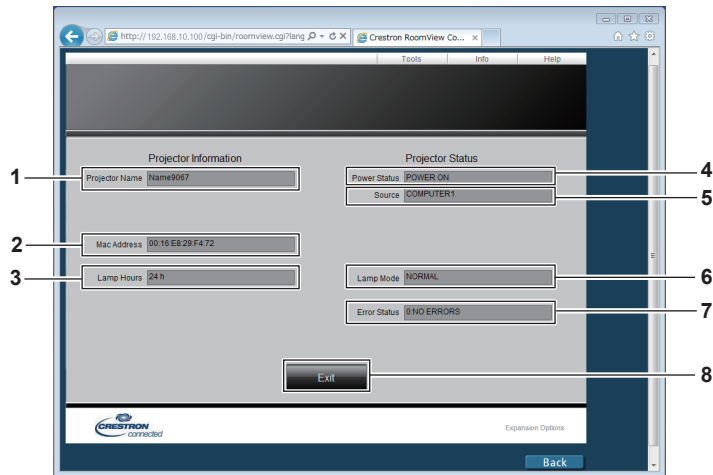 http://192.168.10.100/cgi-bin/roomview.cgi?lang
Crestron RoomView Co...
Tools Info Help
Projector Information Projector Status
1 Projector Name Name9067 Power Status POWER ON 4
Source COMPUTER1 5
2 Mac Address 00:16:E8:29:F4:72
3 Lamp Hours 24 h Lamp Mode NORMAL 6
Error Status 0:NO ERRORS 7
Exit 8
CRESTRON
connected
Expansion Options
Back